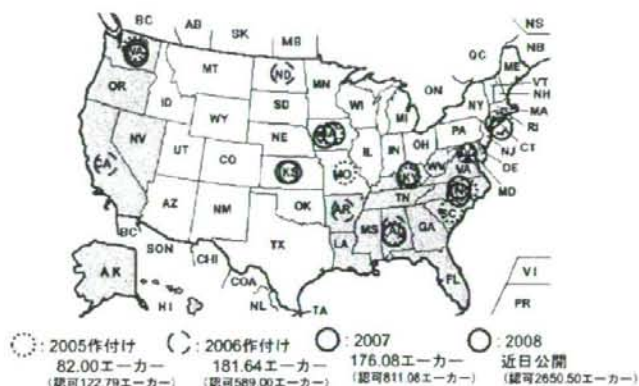 BC
AB
SK
MB
NS
NB
QC
ON
ME
VT
NH
MA
RI
CT
NJ
DE
MD
WA
OR
CA
NV
ID
MT
WY
UT
CO
AZ
NM
ND
SD
NE
KS
OK
TX
MN
WI
IL
MO
AR
LA
MS
MI
IN
OH
KY
TN
GA
FL
SC
VA
WV
PA
NY
AK
HI
BC
SON
CHI
COA
NL
TA
VI
PR
: 2005作付け
82.00エーカー
(認可122.79エーカー)
: 2006作付け
181.64エーカー
(認可589.00エーカー)
: 2007
176.08エーカー
(認可811.08エーカー)
: 2008
近日公開
(認可2650.50エーカー)